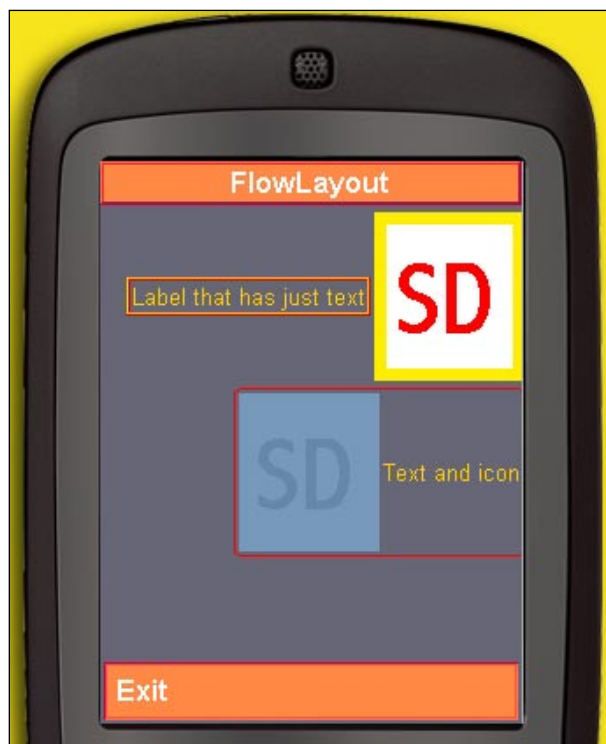 FlowLayout
Label that has just text
SD
SD
Text and icon
Exit